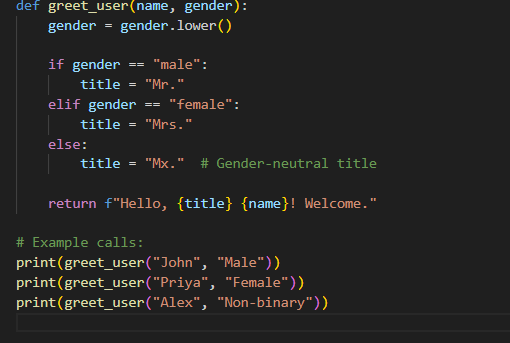 def greet_user(name, gender):
    gender = gender.lower()

    if gender == "male":
        title = "Mr."
    elif gender == "female":
        title = "Mrs."
    else:
        title = "Mx."  # Gender-neutral title

    return f"Hello, {title} {name}! Welcome."

# Example calls:
print(greet_user("John", "Male"))
print(greet_user("Priya", "Female"))
print(greet_user("Alex", "Non-binary"))